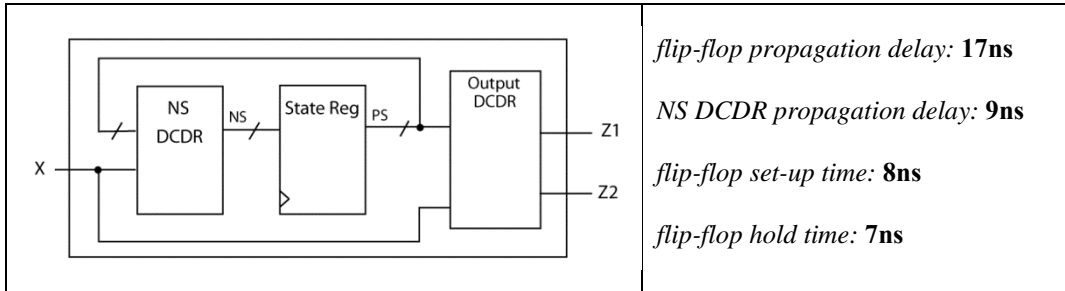 NS
DCDR
NS
State Reg
PS
Output
DCDR
Z1
X
Z2
flip-flop propagation delay: 17ns
NS DCDR propagation delay: 9ns
flip-flop set-up time: 8ns
flip-flop hold time: 7ns